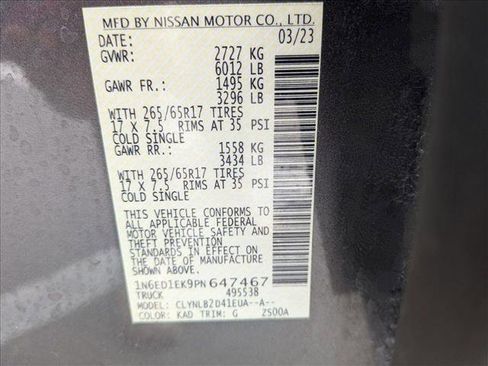 MFD BY NISSAN MOTOR CO., LTD.
DATE: 03/23
GVWR: 2727 KG
6012 LB
GAWR FR.: 1495 KG
3296 LB
WITH 265/65R17 TIRES
17 X 7.5 RIMS AT 35 PSI
COLD SINGLE
GAWR RR.: 1558 KG
3434 LB
WITH 265/65R17 TIRES
17 X 7.5 RIMS AT 35 PSI
COLD SINGLE
THIS VEHICLE CONFORMS TO
ALL APPLICABLE FEDERAL
MOTOR VEHICLE SAFETY AND
THEFT PREVENTION
STANDARDS IN EFFECT ON
THE DATE OF MANUFACTURE
SHOWN ABOVE.
1N6ED1EK9PN 647467
TRUCK 495538
MODEL: CLYNLB2D41EUA--A--
COLOR: KAD TRIM: G 2S00A